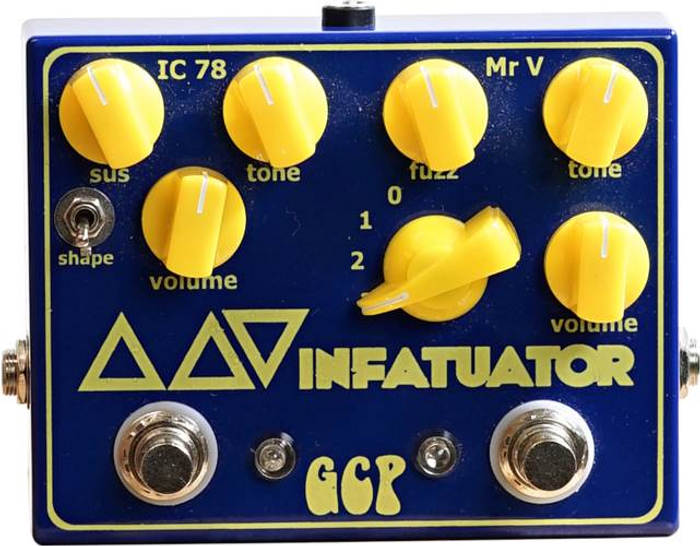 IC 78
Mr V
sus
tone
fuzz
tone
shape
volume
0
1
2
volume
INFATUATOR
GCP